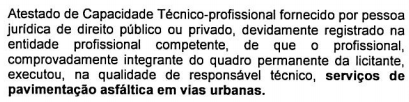 Atestado de Capacidade Técnico-profissional fornecido por pessoa
jurídica de direito público ou privado, devidamente registrado na
entidade profissional competente, de que o profissional,
comprovadamente integrante do quadro permanente da licitante,
executou, na qualidade de responsável técnico, serviços de
pavimentação asfáltica em vias urbanas.